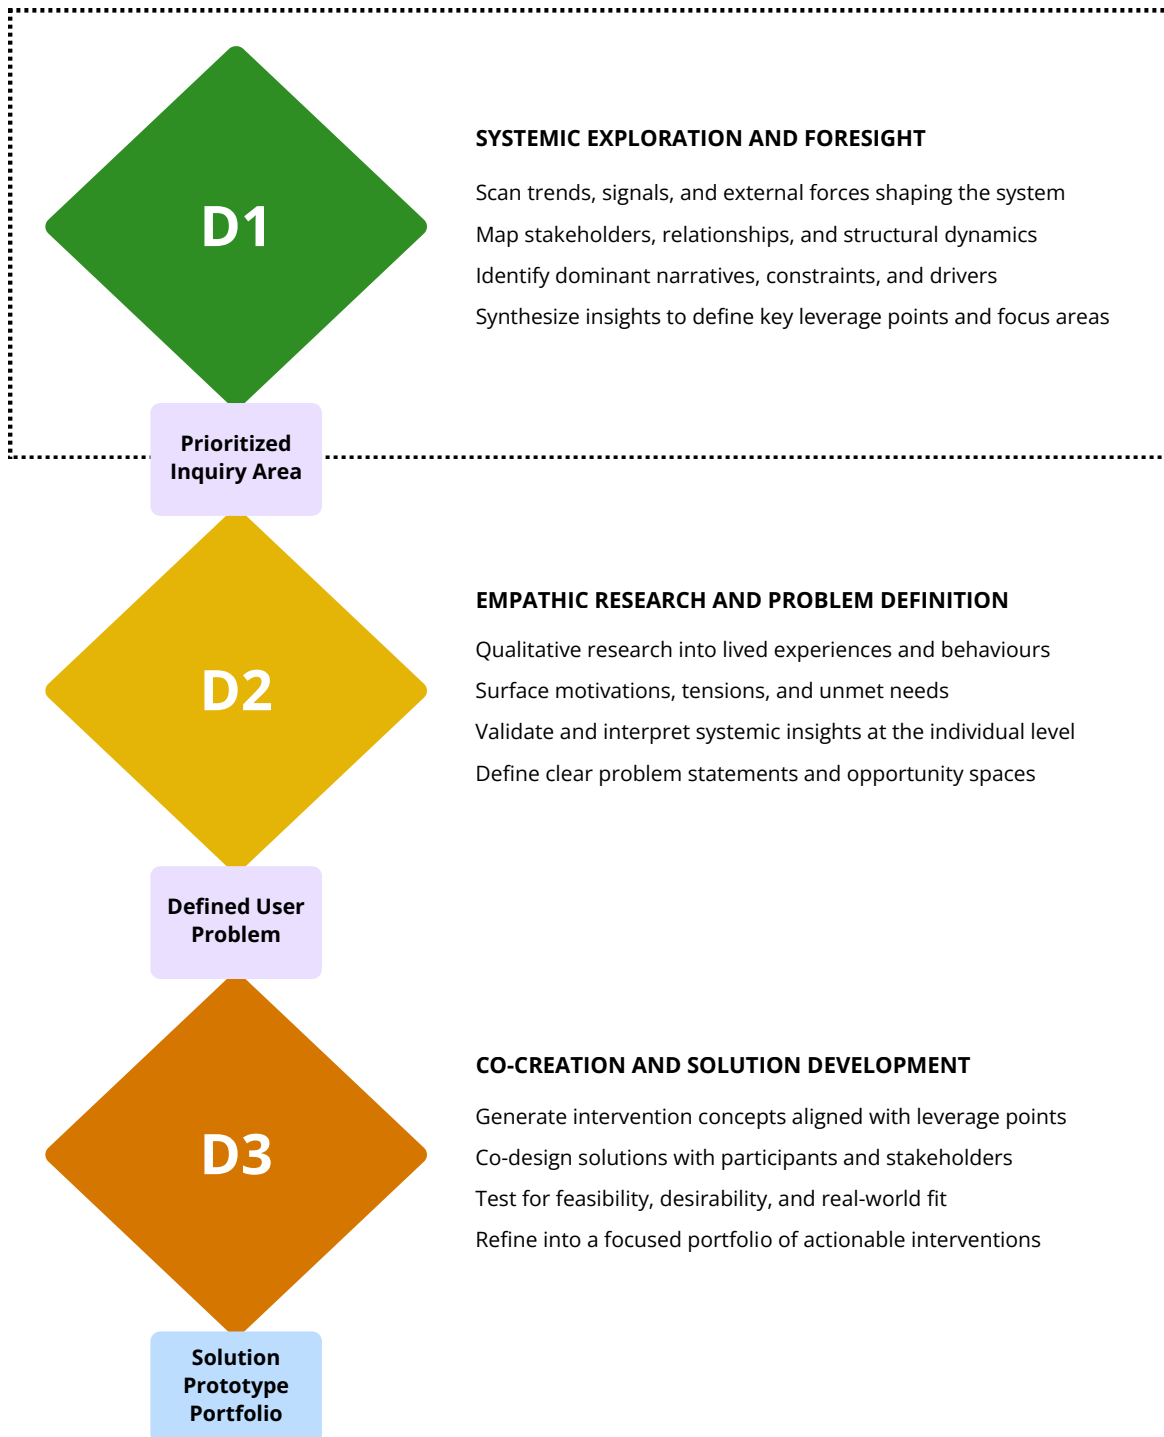 D1
SYSTEMIC EXPLORATION AND FORESIGHT
Scan trends, signals, and external forces shaping the system
Map stakeholders, relationships, and structural dynamics
Identify dominant narratives, constraints, and drivers
Synthesize insights to define key leverage points and focus areas
Prioritized
Inquiry Area
D2
EMPATHIC RESEARCH AND PROBLEM DEFINITION
Qualitative research into lived experiences and behaviours
Surface motivations, tensions, and unmet needs
Validate and interpret systemic insights at the individual level
Define clear problem statements and opportunity spaces
Defined User
Problem
D3
CO-CREATION AND SOLUTION DEVELOPMENT
Generate intervention concepts aligned with leverage points
Co-design solutions with participants and stakeholders
Test for feasibility, desirability, and real-world fit
Refine into a focused portfolio of actionable interventions
Solution
Prototype
Portfolio